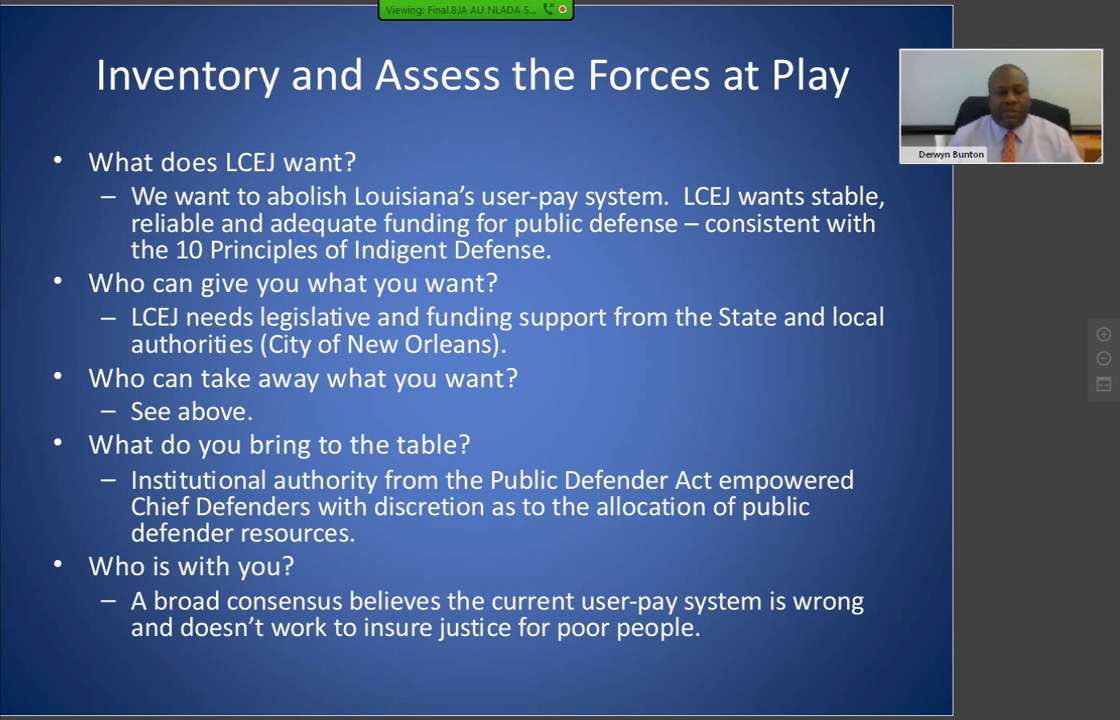 Viewing: Final.BJA AU NLADA S...
Inventory and Assess the Forces at Play
Derwyn Bunton
• What does LCEJ want?
– We want to abolish Louisiana’s user-pay system.  LCEJ wants stable,
reliable and adequate funding for public defense – consistent with
the 10 Principles of Indigent Defense.
• Who can give you what you want?
– LCEJ needs legislative and funding support from the State and local
authorities (City of New Orleans).
• Who can take away what you want?
– See above.
• What do you bring to the table?
– Institutional authority from the Public Defender Act empowered
Chief Defenders with discretion as to the allocation of public
defender resources.
• Who is with you?
– A broad consensus believes the current user-pay system is wrong
and doesn’t work to insure justice for poor people.